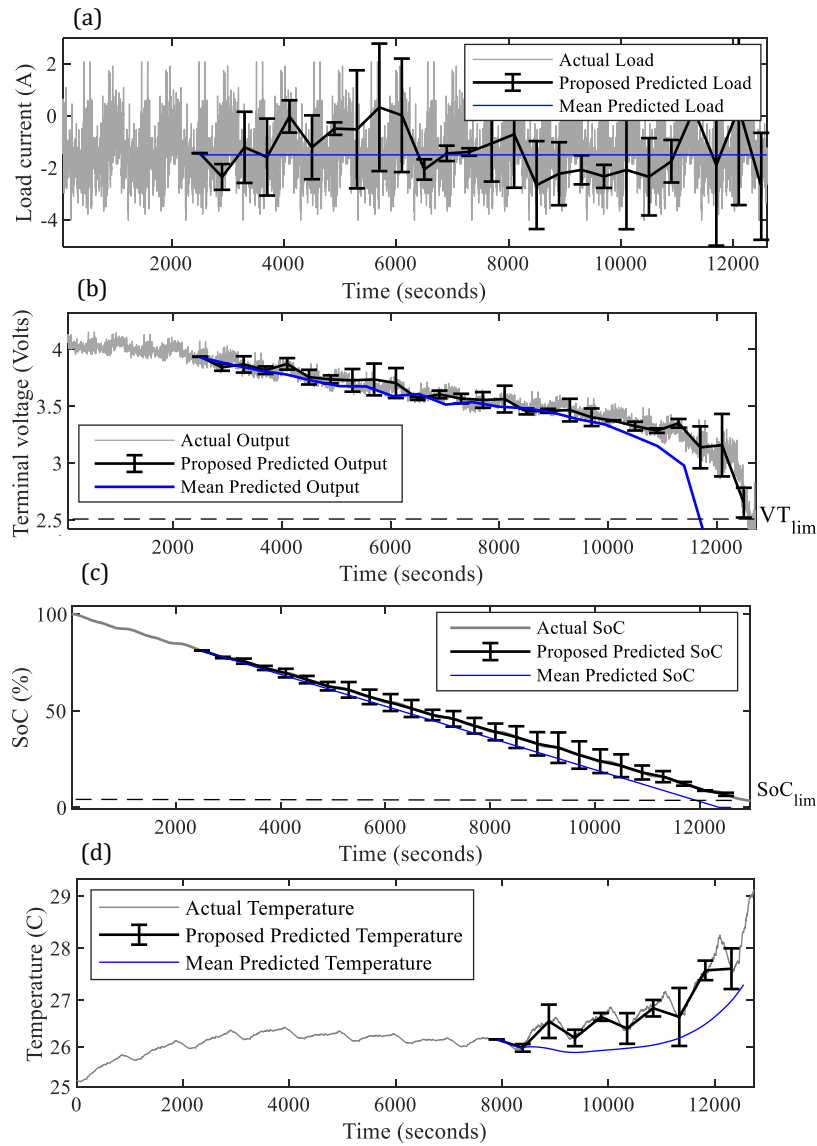 (a)
2
0
-2
-4
Load current (A)
Actual Load
Proposed Predicted Load
Mean Predicted Load
2000 4000 6000 8000 10000 12000
Time (seconds)
(b)
4
3.5
3
2.5
Terminal voltage (Volts)
Actual Output
Proposed Predicted Output
Mean Predicted Output
VTlim
2000 4000 6000 8000 10000 12000
Time (seconds)
(c)
100
50
0
SoC (%)
Actual SoC
Proposed Predicted SoC
Mean Predicted SoC
SoClim
2000 4000 6000 8000 10000 12000
Time (seconds)
(d)
29
28
27
26
25
Temperature (C)
Actual Temperature
Proposed Predicted Temperature
Mean Predicted Temperature
0 2000 4000 6000 8000 10000 12000
Time (seconds)